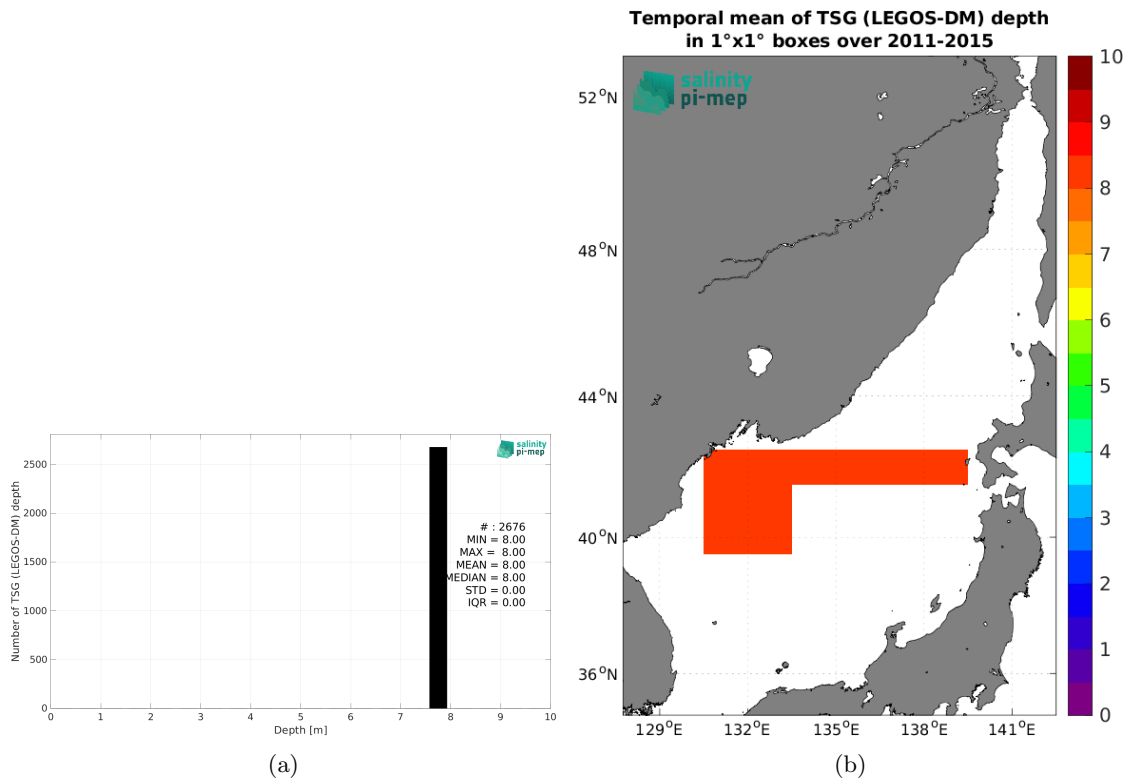 salinity
pi-mep
# : 2676
MIN = 8.00
MAX = 8.00
MEAN = 8.00
MEDIAN = 8.00
STD = 0.00
IQR = 0.00
Number of TSG (LEGOS-DM) depth
2500
2000
1500
1000
500
0
0 1 2 3 4 5 6 7 8 9 10
Depth [m]
(a)
Temporal mean of TSG (LEGOS-DM) depth
in 1°x1° boxes over 2011-2015
salinity
pi-mep
52°N
48°N
44°N
40°N
36°N
129°E 132°E 135°E 138°E 141°E
10
9
8
7
6
5
4
3
2
1
0
(b)